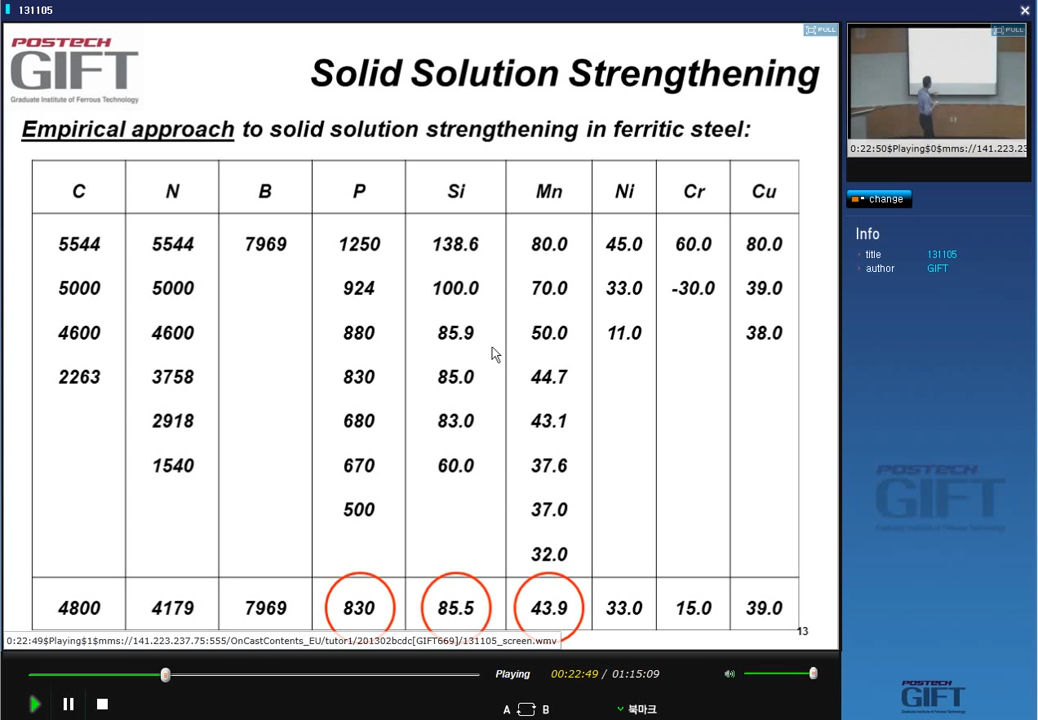 131105
POSTECH
GIFT
Graduate Institute of Ferrous Technology
FULL
Solid Solution Strengthening
Empirical approach to solid solution strengthening in ferritic steel:
C N B P Si Mn Ni Cr Cu
5544 5544 7969 1250 138.6 80.0 45.0 60.0 80.0
5000 5000 924 100.0 70.0 33.0 -30.0 39.0
4600 4600 880 85.9 50.0 11.0 38.0
2263 3758 830 85.0 44.7
2918 680 83.0 43.1
1540 670 60.0 37.6
500 37.0
32.0
4800 4179 7969 830 85.5 43.9 33.0 15.0 39.0
13
0:22:49$Playing$1$mms://141.223.237.75:555/OnCastContents_EU/tutor1/201302bcdc[GIFT669]/131105_screen.wmv
Playing 00:22:49 / 01:15:09
A B 북마크
FULL
0:22:50$Playing$0$mms://141.223.23
change
Info
title 131105
author GIFT
POSTECH
GIFT
POSTECH
GIFT